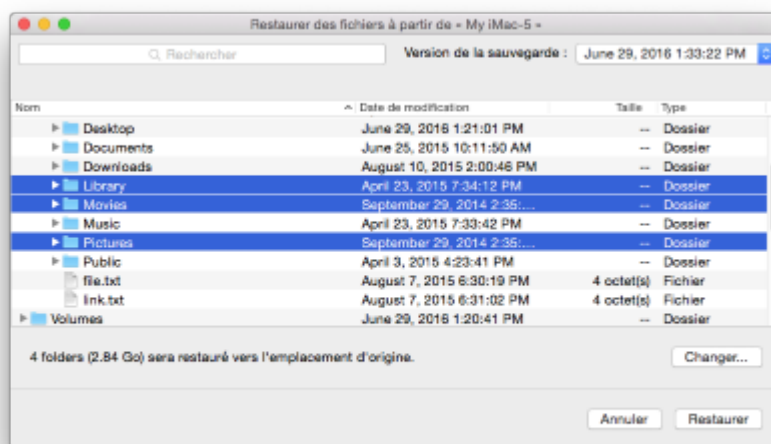 Restaurer des fichiers à partir de « My iMac-5 »
Rechercher Version de la sauvegarde : June 29, 2016 1:33:22 PM
Nom Date de modification Taille Type
Desktop June 29, 2016 1:21:01 PM -- Dossier
Documents June 25, 2015 10:11:50 AM -- Dossier
Downloads August 10, 2015 2:00:46 PM -- Dossier
Library April 23, 2015 7:34:12 PM -- Dossier
Movies September 29, 2014 2:35:... -- Dossier
Music April 23, 2015 7:33:42 PM -- Dossier
Pictures September 29, 2014 2:35:... -- Dossier
Public April 3, 2015 4:23:41 PM -- Dossier
file.txt August 7, 2015 6:30:19 PM 4 octet(s) Fichier
link.txt August 7, 2015 6:31:02 PM 4 octet(s) Fichier
Volumes June 29, 2016 1:20:41 PM -- Dossier
4 folders (2.84 Go) sera restauré vers l'emplacement d'origine. Changer...
Annuler Restaurer